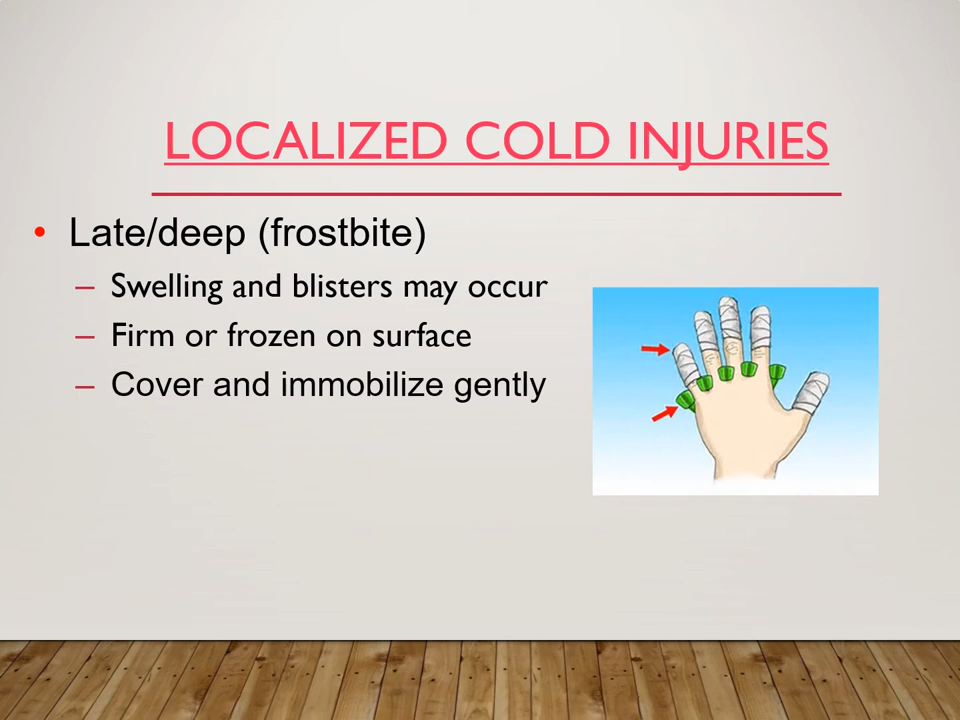 LOCALIZED COLD INJURIES
• Late/deep (frostbite)
– Swelling and blisters may occur
– Firm or frozen on surface
– Cover and immobilize gently